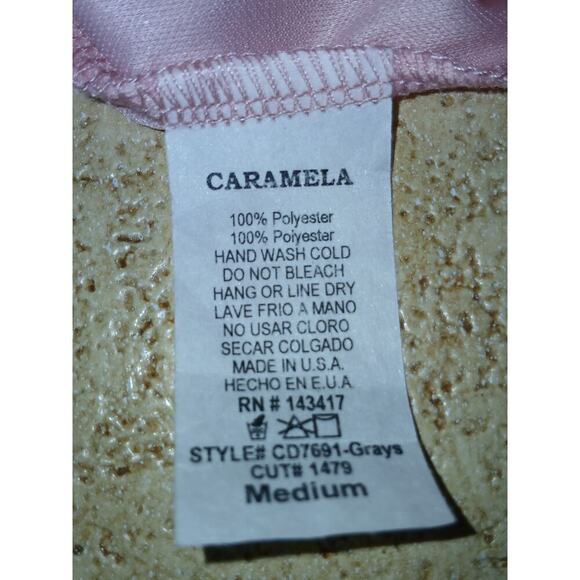 CARAMELA
100% Polyester
100% Polyester
HAND WASH COLD
DO NOT BLEACH
HANG OR LINE DRY
LAVE FRIO A MANO
NO USAR CLORO
SECAR COLGADO
MADE IN U.S.A.
HECHO EN E.U.A.
RN # 143417
STYLE# CD7691-Grays
CUT# 1479
Medium